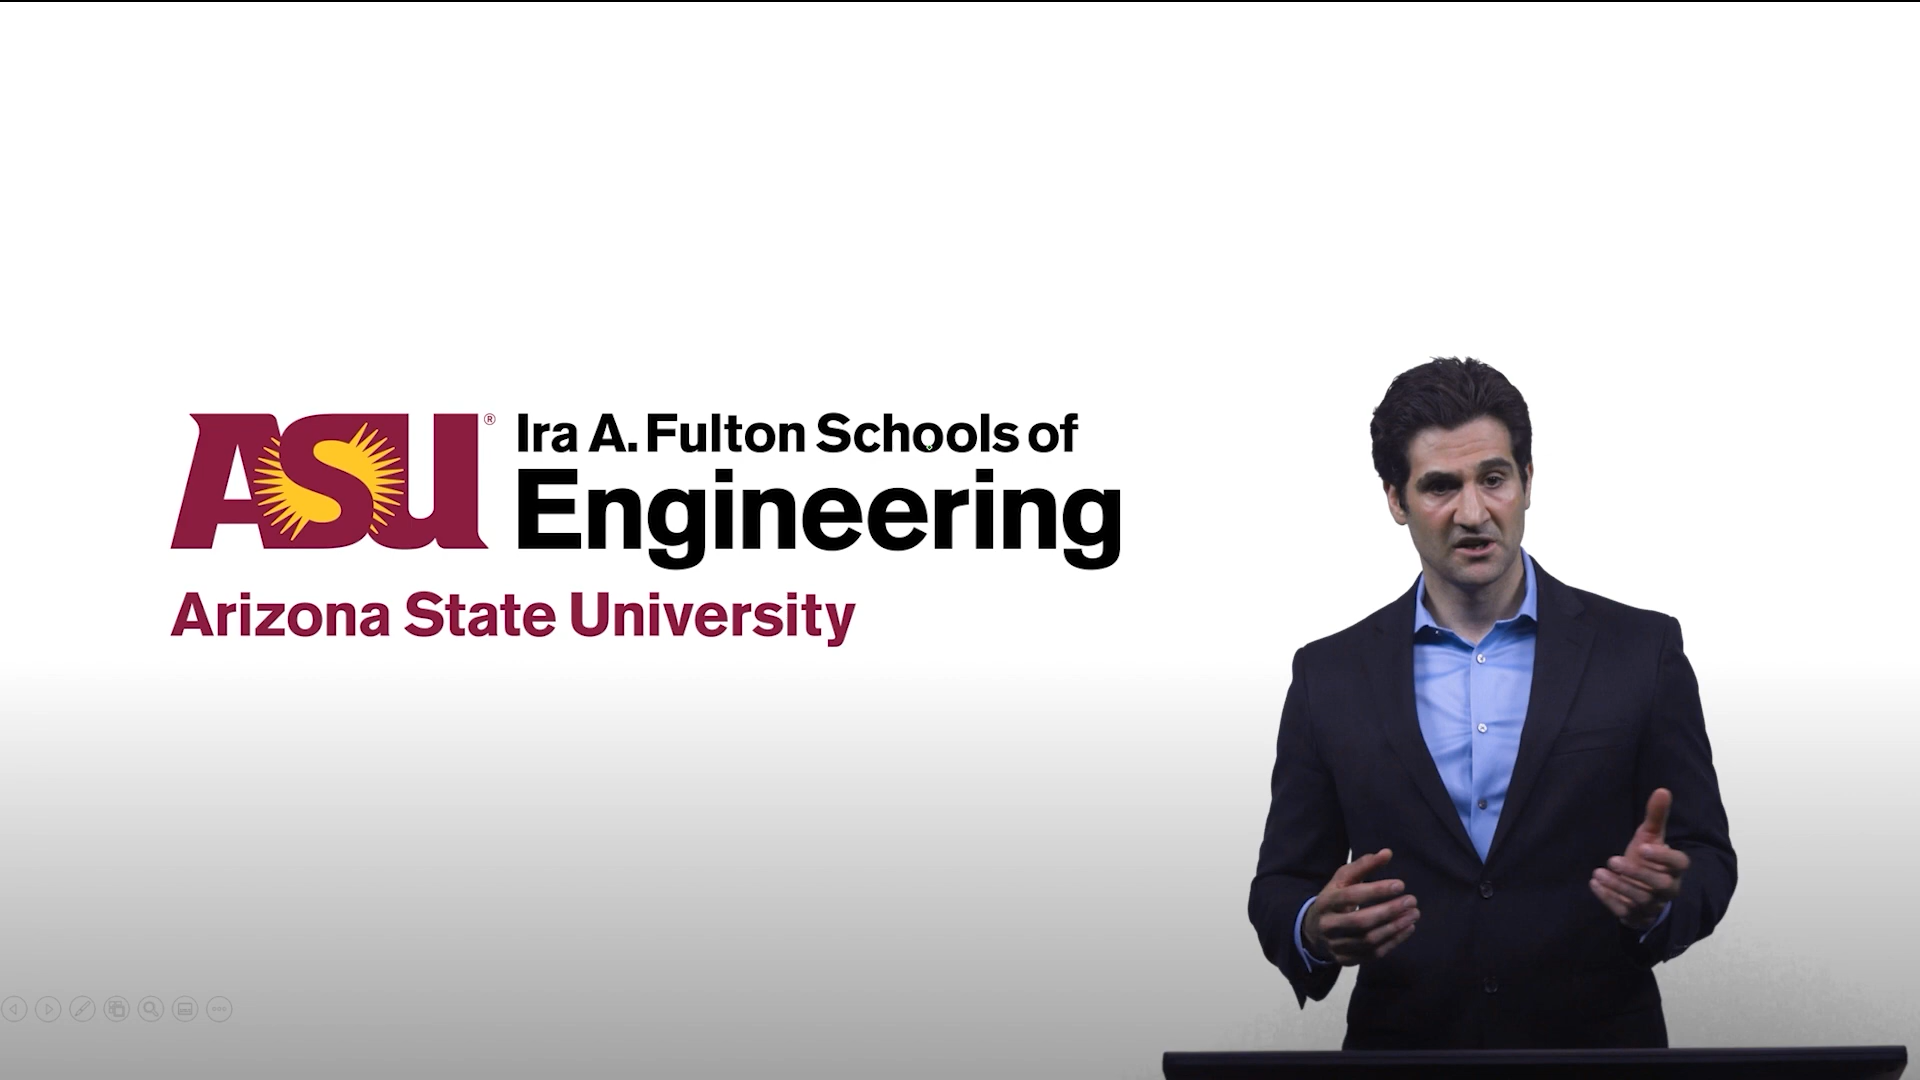 ASU® Ira A. Fulton Schools of
Engineering
Arizona State University